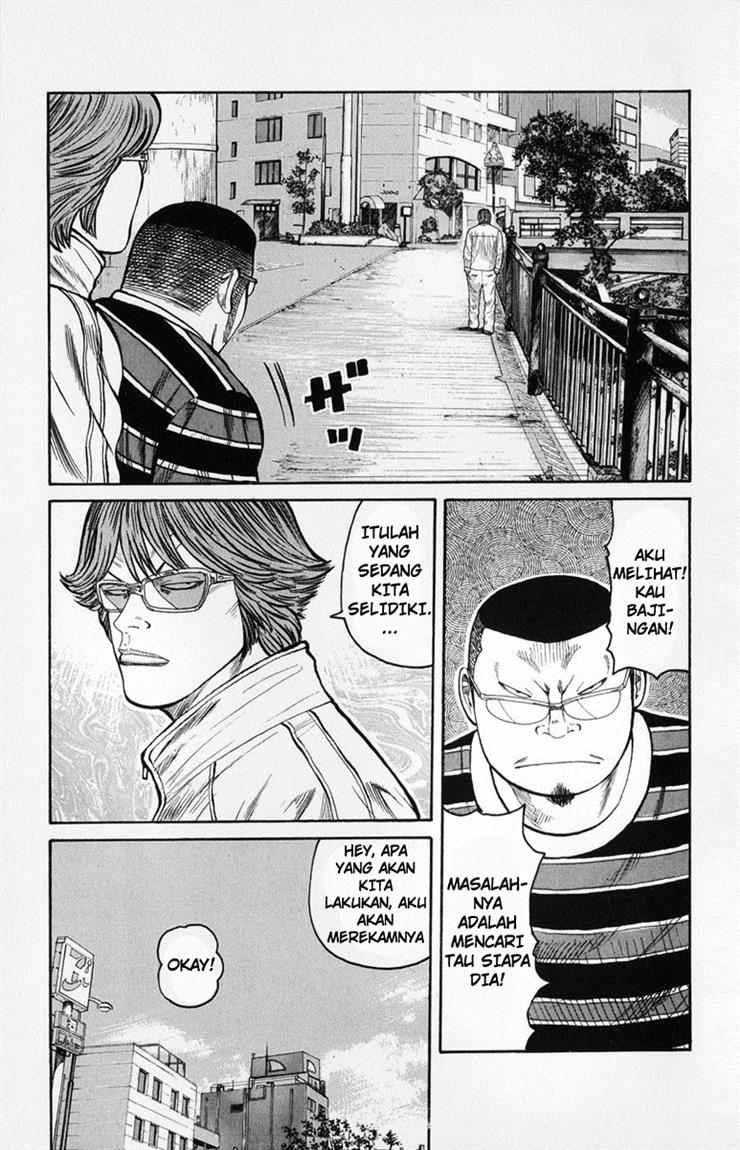 ザ
ッ
AKU
MELIHAT!
KAU
BAJI-
NGAN!
MASALAH-
NYA
ADALAH
MENCARI
TAU SIAPA
DIA!
ITULAH
YANG
SEDANG
KITA
SELIDIKI.
...
HEY, APA
YANG AKAN
KITA
LAKUKAN, AKU
AKAN
MEREKAMNYA
OKAY!